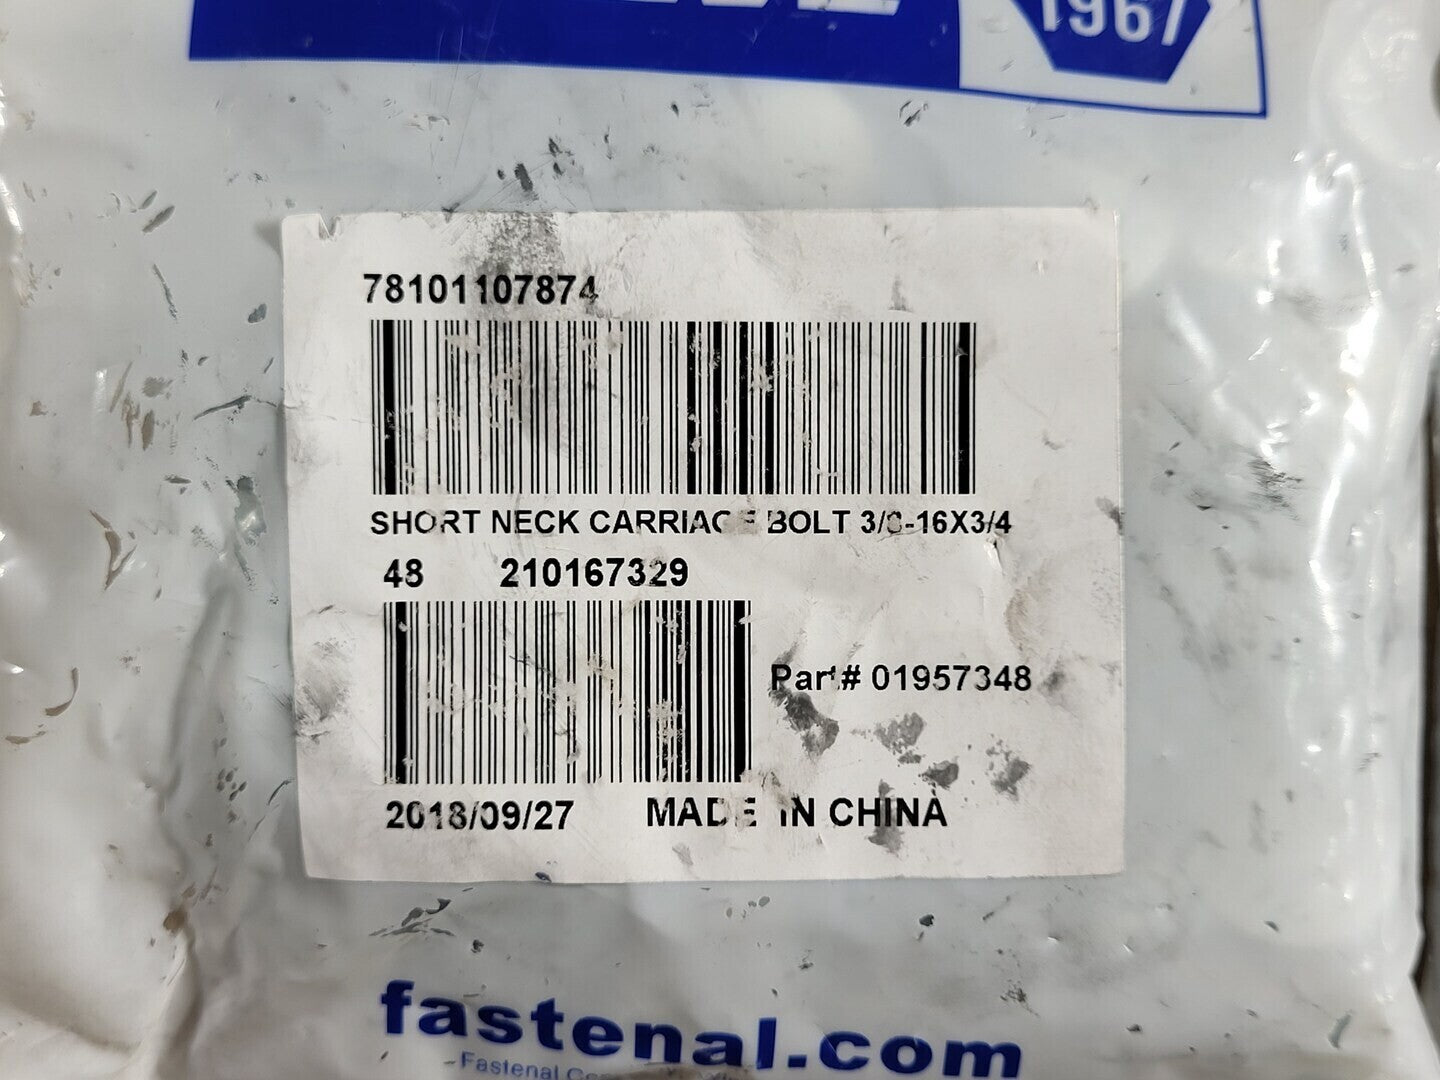 1967
78101107874
SHORT NECK CARRIAGE BOLT 3/8-16X3/4
48 210167329
Part# 01957348
2018/09/27 MADE IN CHINA
fastenal.com
Fastenal